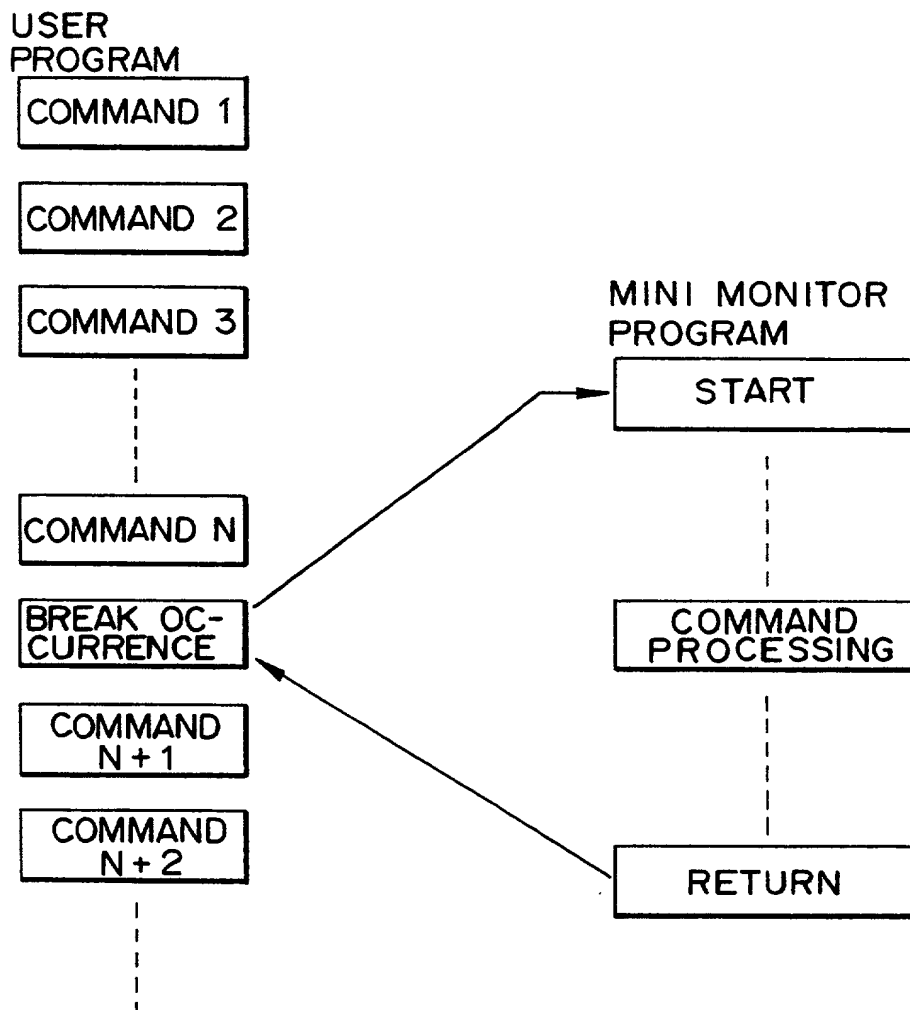 USER
PROGRAM
COMMAND 1
COMMAND 2
COMMAND 3
COMMAND N
BREAK OC-
CURRENCE
COMMAND
N+1
COMMAND
N+2
MINI MONITOR
PROGRAM
START
COMMAND
PROCESSING
RETURN